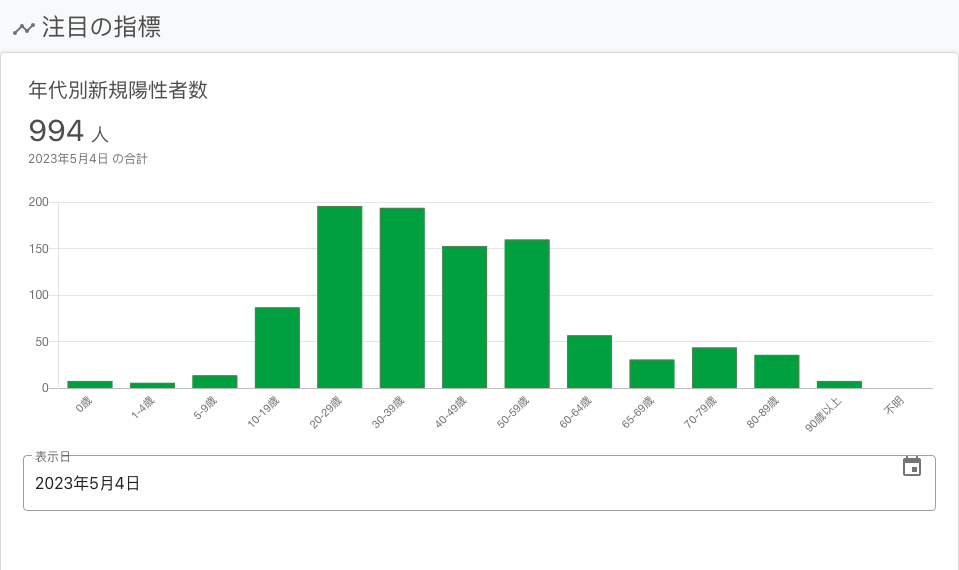 注目の指標
年代別新規陽性者数
994 人
2023年5月4日 の合計
200
150
100
50
0
0歳
1-4歳
5-9歳
10-19歳
20-29歳
30-39歳
40-49歳
50-59歳
60-64歳
65-69歳
70-79歳
80-89歳
90歳以上
不明
表示日
2023年5月4日